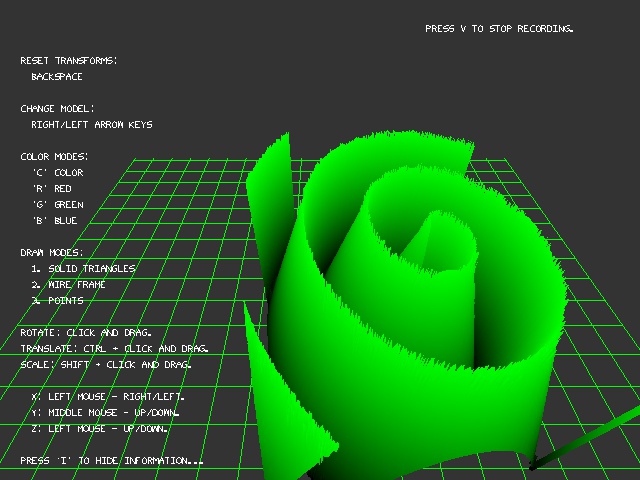 PRESS V TO STOP RECORDING.
RESET TRANSFORMS:
BACKSPACE
CHANGE MODEL:
RIGHT/LEFT ARROW KEYS
COLOR MODES:
'C' COLOR
'R' RED
'G' GREEN
'B' BLUE
DRAW MODES:
1. SOLID TRIANGLES
2. WIRE FRAME
3. POINTS
ROTATE: CLICK AND DRAG.
TRANSLATE: CTRL + CLICK AND DRAG.
SCALE: SHIFT + CLICK AND DRAG.
X: LEFT MOUSE - RIGHT/LEFT.
Y: MIDDLE MOUSE - UP/DOWN.
Z: LEFT MOUSE - UP/DOWN.
PRESS 'I' TO HIDE INFORMATION...